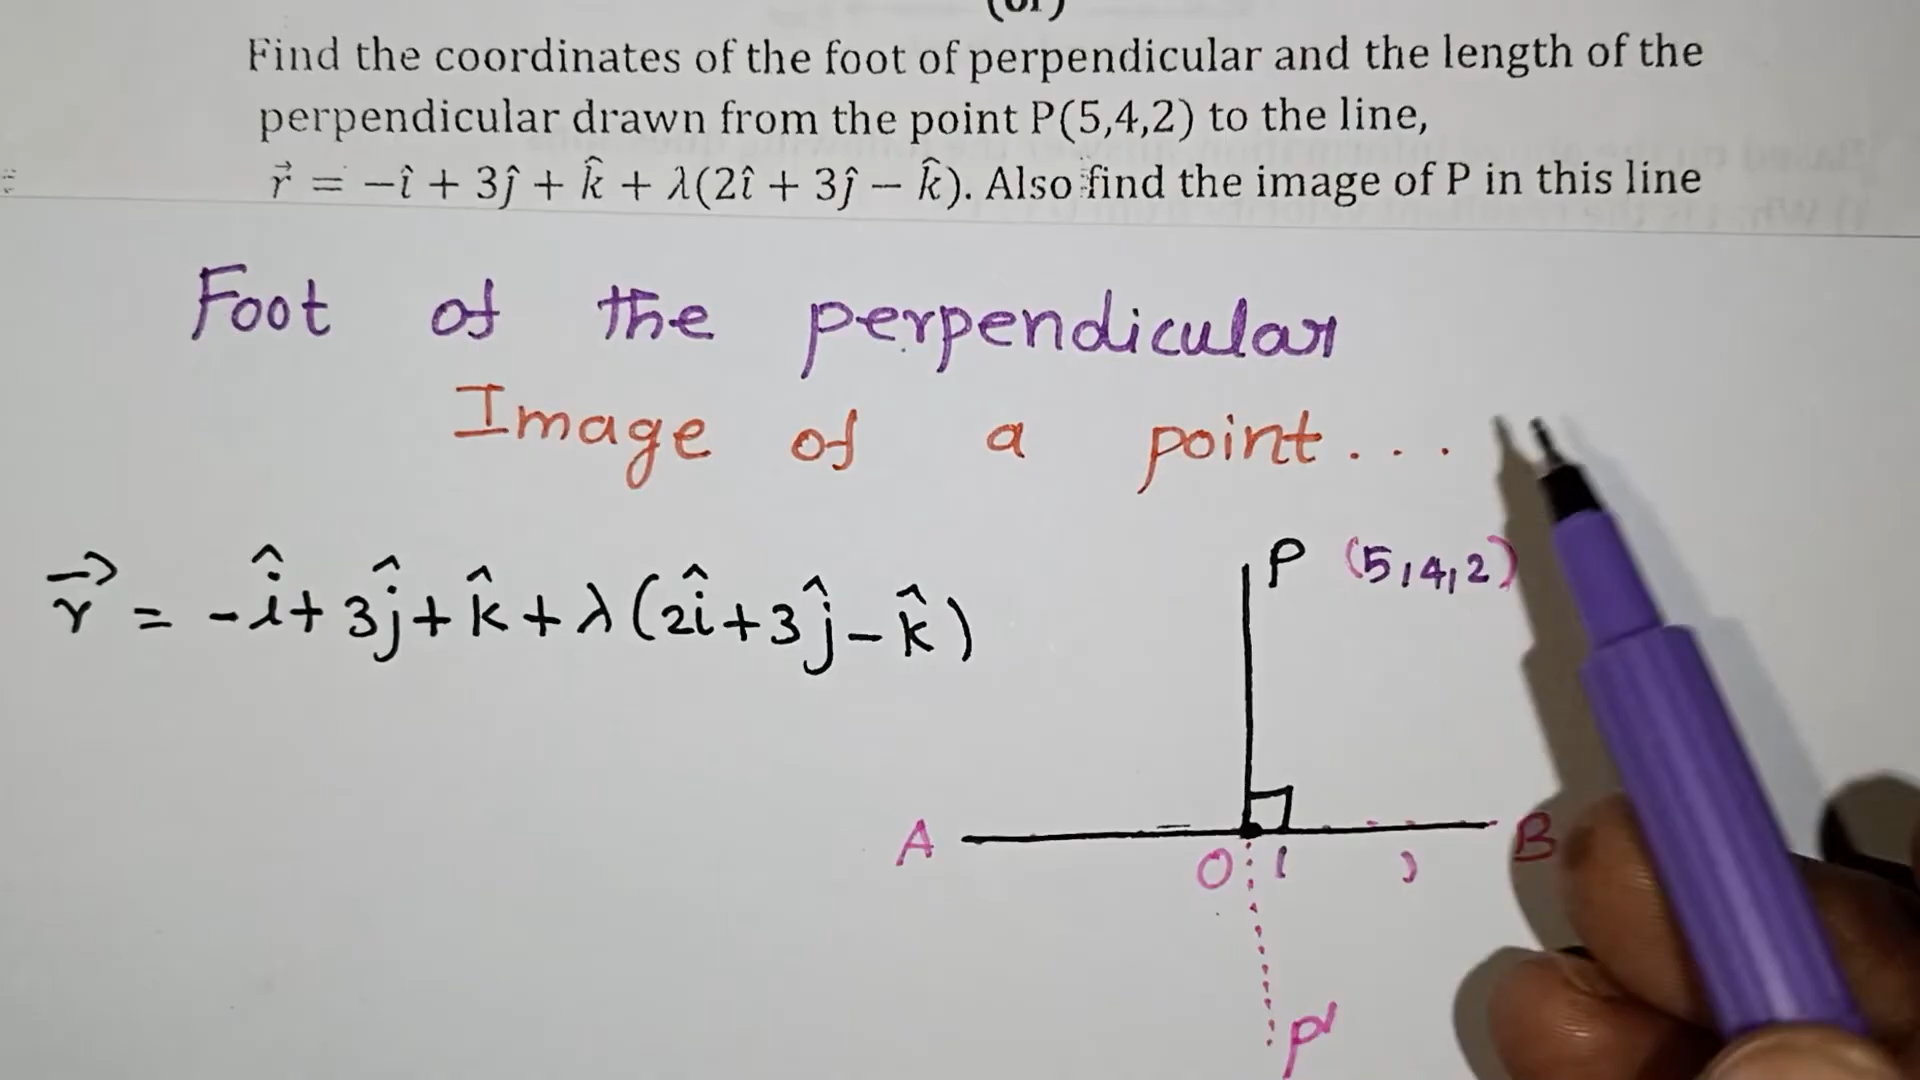 (or)
Find the coordinates of the foot of perpendicular and the length of the
perpendicular drawn from the point P(5,4,2) to the line,
r⃗ = −î + 3ĵ + k̂ + λ(2î + 3ĵ − k̂). Also find the image of P in this line
Foot of the perpendicular
Image of a point...
r⃗ = -î + 3ĵ + k̂ + λ(2î + 3ĵ - k̂)
P (5,4,2)
A
B
O ( , )
P'